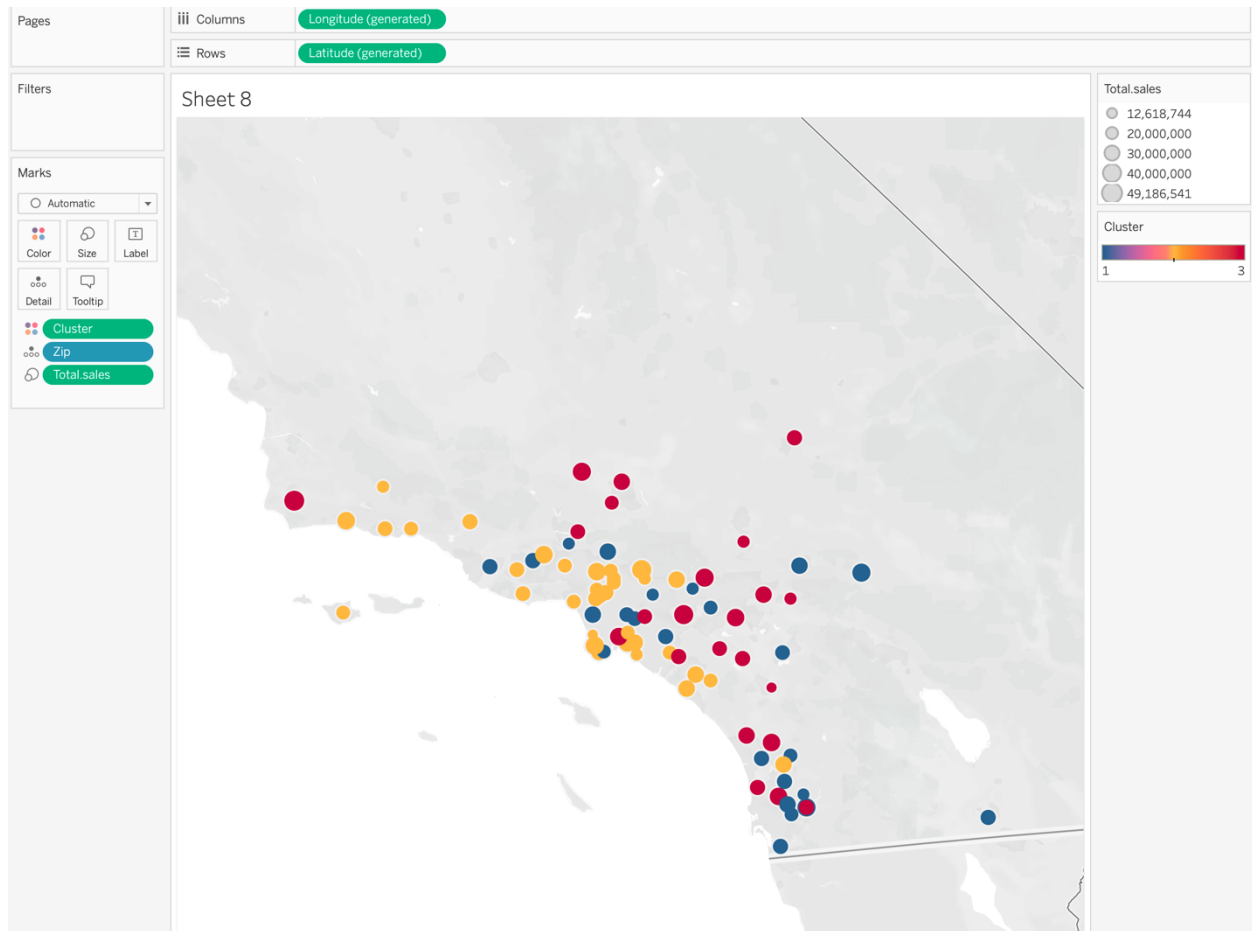 Pages
Columns
Longitude (generated)
Rows
Latitude (generated)
Filters
Marks
Automatic
Color
Size
Label
Detail
Tooltip
Cluster
Zip
Total.sales
Sheet 8
Total.sales
12,618,744
20,000,000
30,000,000
40,000,000
49,186,541
Cluster
1 3